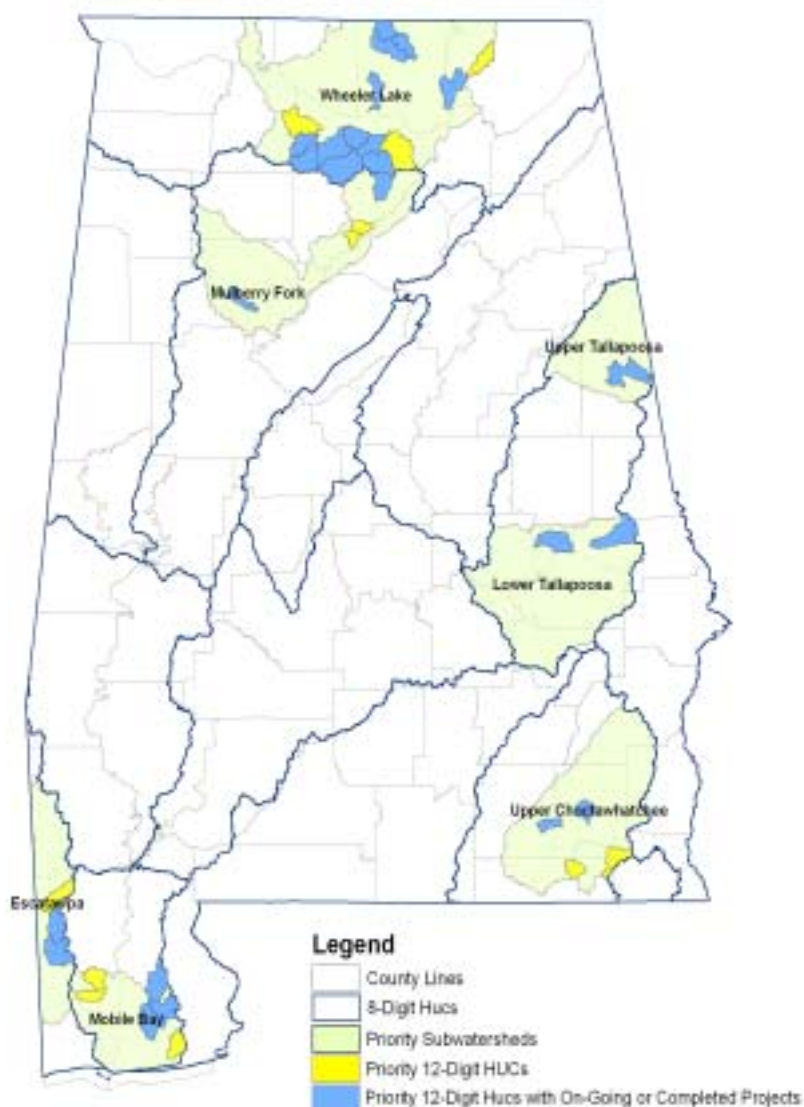 Wheeler Lake
Mulberry Fork
Upper Tallapoosa
Lower Tallapoosa
Upper Choctawhatchee
Escatawpa
Mobile Bay
Legend
County Lines
8-Digit Hucs
Priority Subwatersheds
Priority 12-Digit HUCs
Priority 12-Digit Hucs with On-Going or Completed Projects